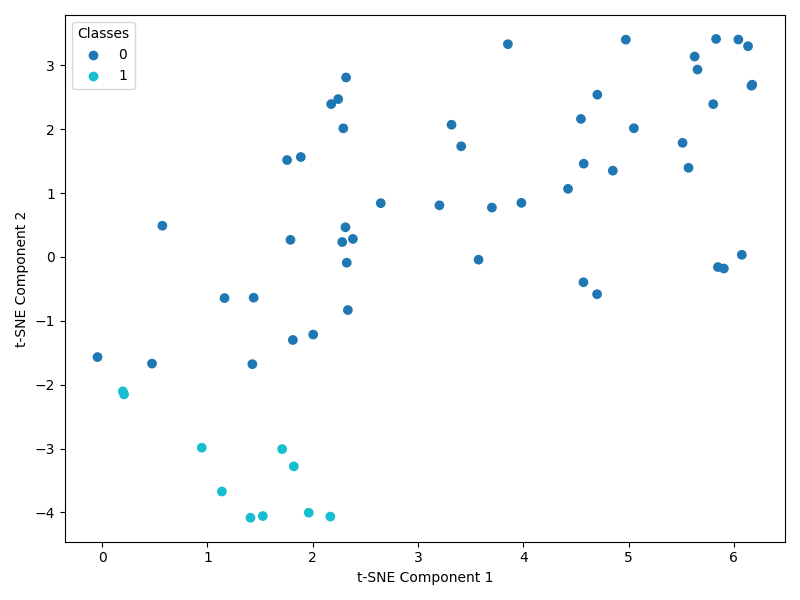 Classes
0
1
3
2
1
0
−1
−2
−3
−4
t-SNE Component 2
0 1 2 3 4 5 6
t-SNE Component 1